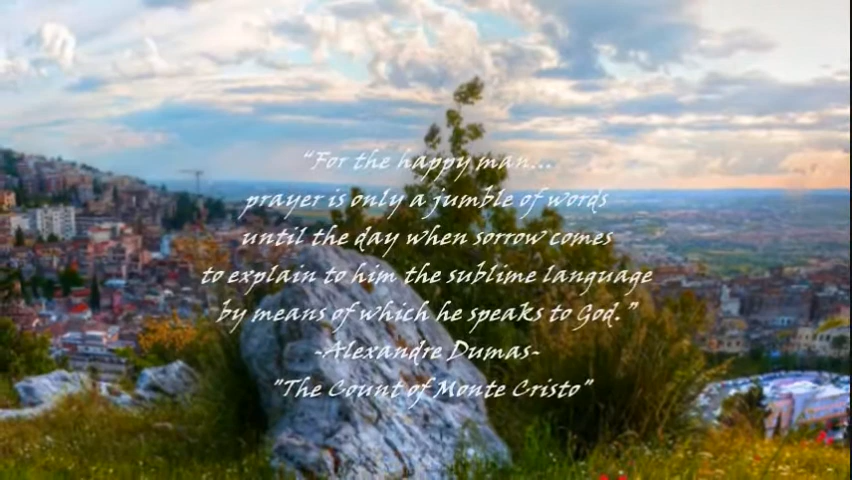 “For the happy man...
prayer is only a jumble of words
until the day when sorrow comes
to explain to him the sublime language
by means of which he speaks to God.”
-Alexandre Dumas-
"The Count of Monte Cristo"